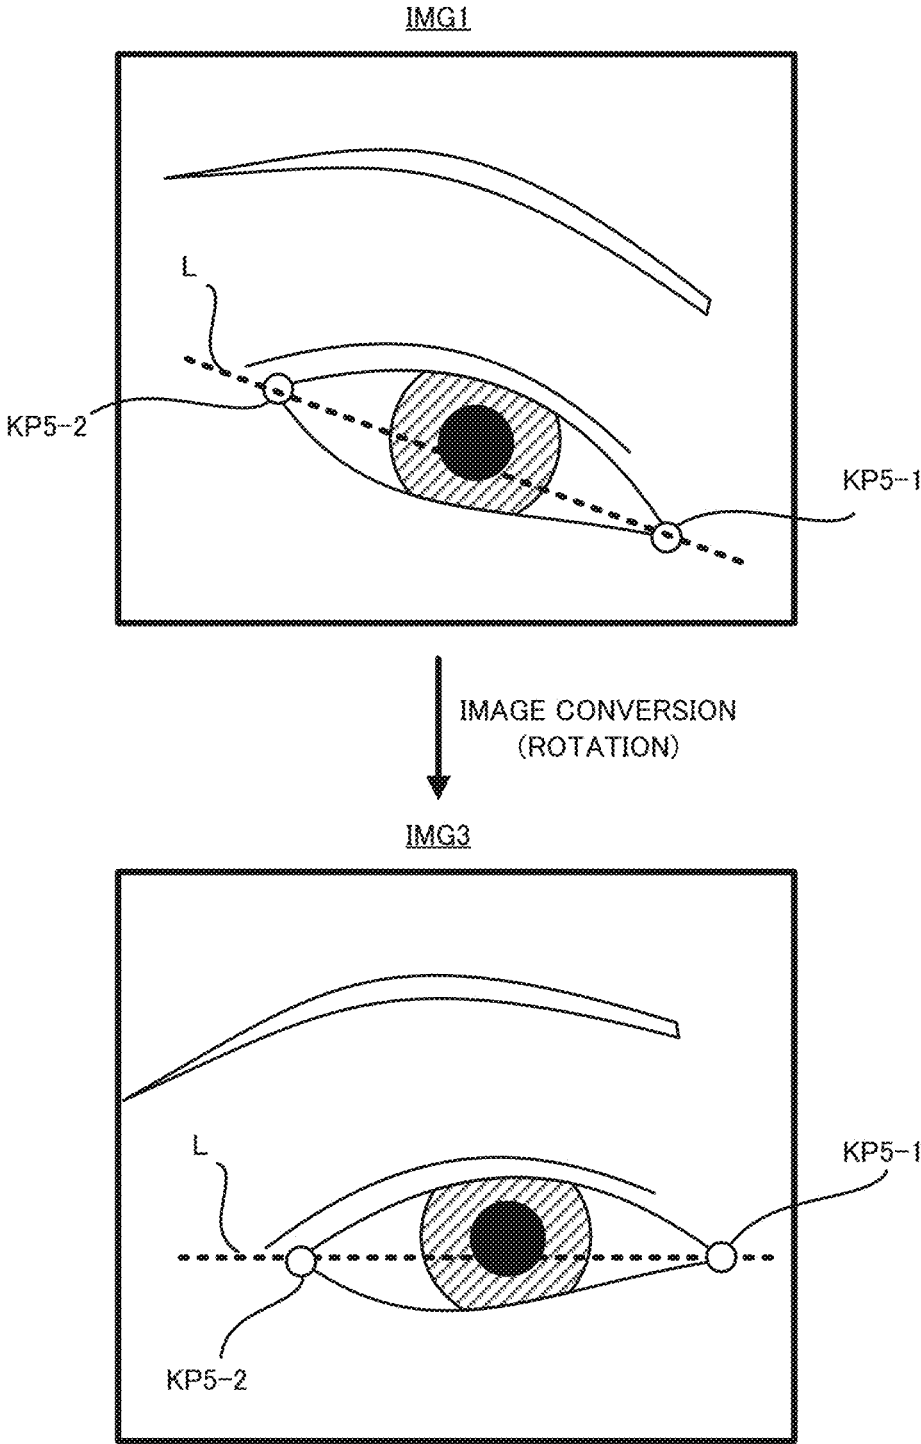 IMG1
L
KP5-2
KP5-1
IMAGE CONVERSION
(ROTATION)
IMG3
L
KP5-1
KP5-2